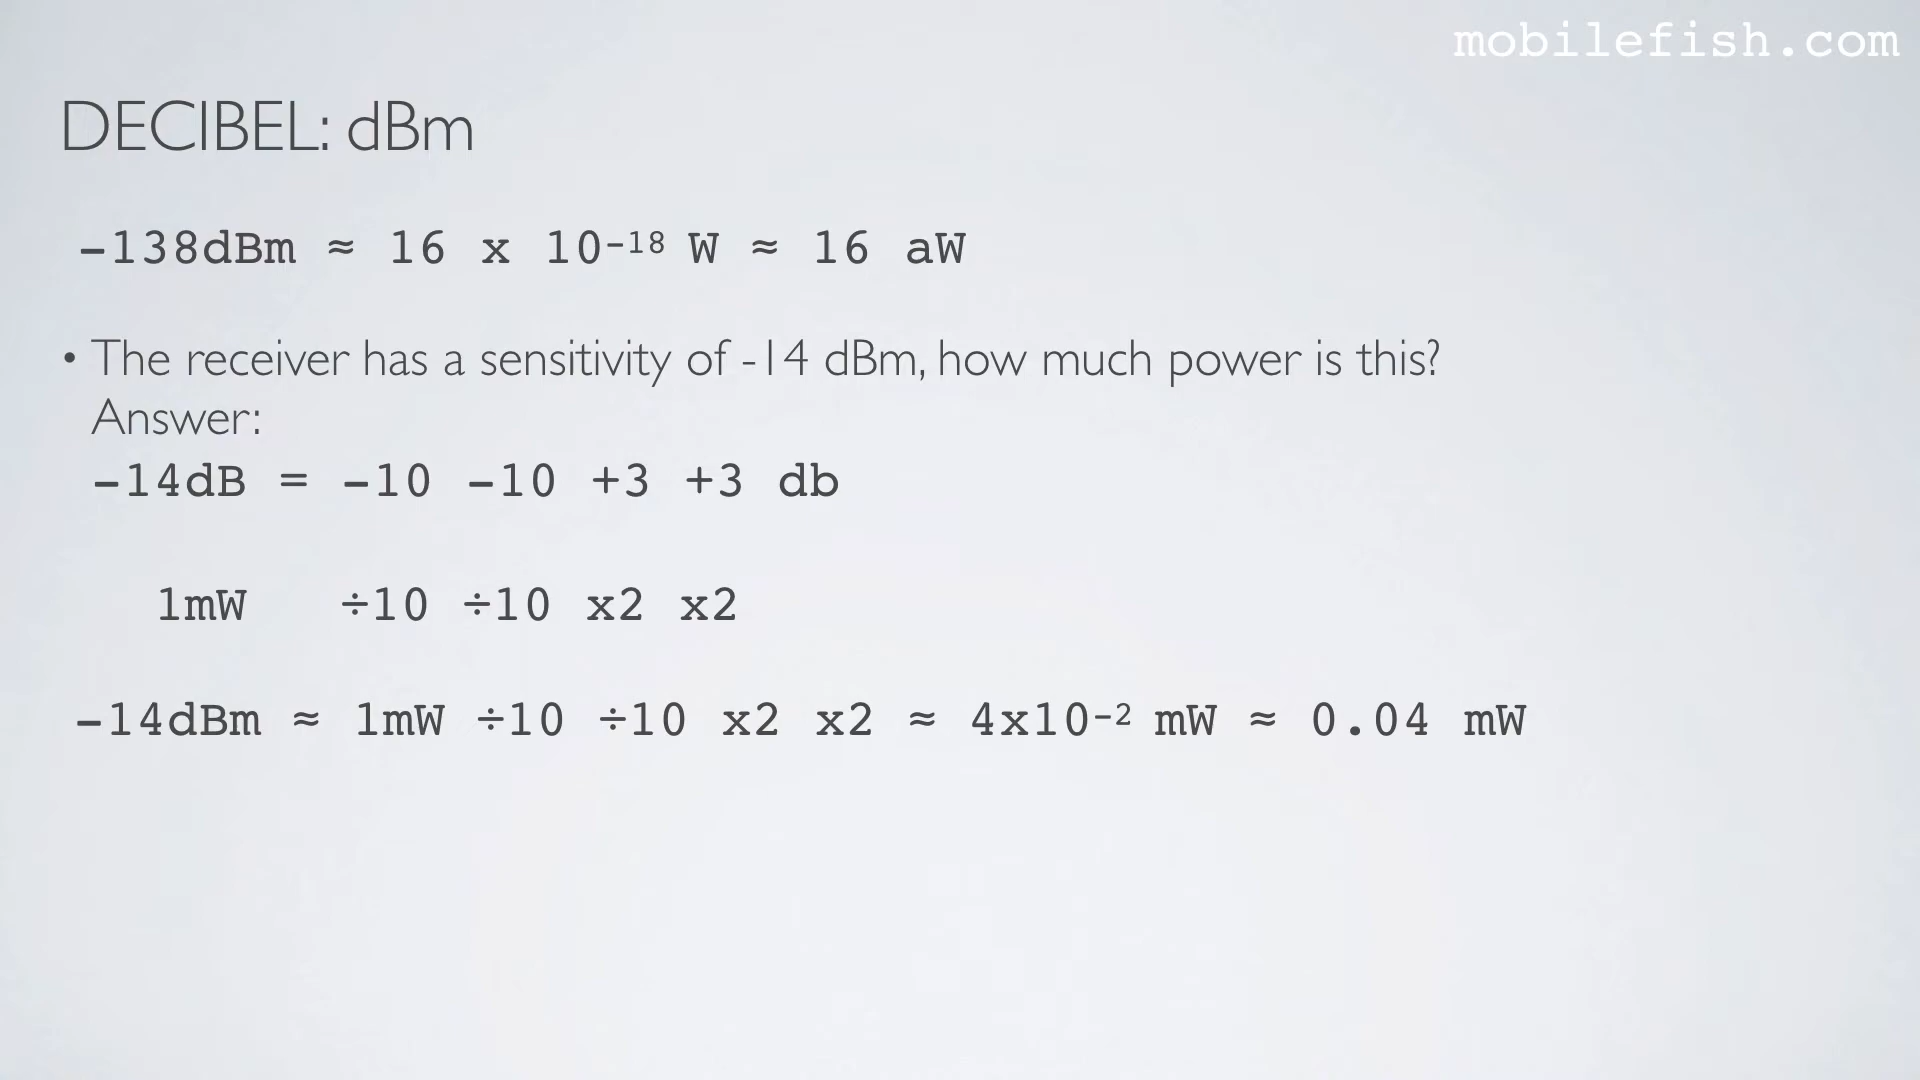 mobilefish.com
DECIBEL: dBm
-138dBm ≈ 16 x 10⁻¹⁸ W ≈ 16 aW
• The receiver has a sensitivity of -14 dBm, how much power is this?
Answer:
-14dB = -10 -10 +3 +3 db
1mW ÷10 ÷10 x2 x2
-14dBm ≈ 1mW ÷10 ÷10 x2 x2 ≈ 4x10⁻² mW ≈ 0.04 mW